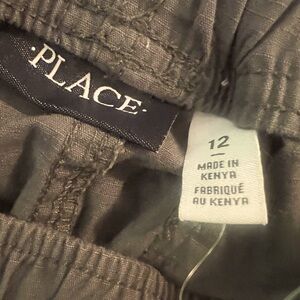 ·PLACE·
12
MADE IN
KENYA
FABRIQUÉ
AU KENYA